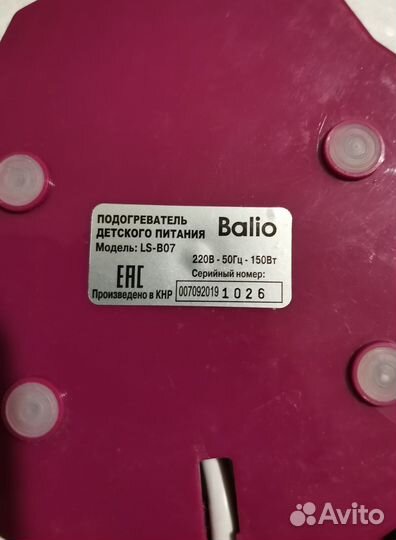 ПОДОГРЕВАТЕЛЬ
ДЕТСКОГО ПИТАНИЯ
Balio
Модель: LS-B07
220В - 50Гц - 150Вт
Серийный номер:
EAC
Произведено в КНР
007092019 1026
Avito